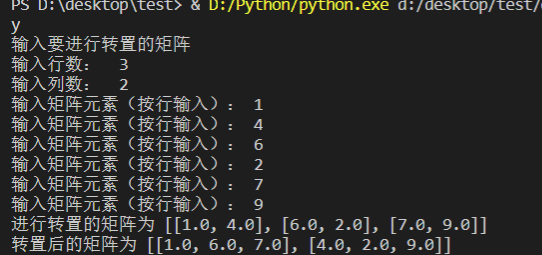 PS D:\desktop\test> & D:/Python/python.exe d:/desktop/test/
y
输入要进行转置的矩阵
输入行数： 3
输入列数： 2
输入矩阵元素（按行输入）： 1
输入矩阵元素（按行输入）： 4
输入矩阵元素（按行输入）： 6
输入矩阵元素（按行输入）： 2
输入矩阵元素（按行输入）： 7
输入矩阵元素（按行输入）： 9
进行转置的矩阵为 [[1.0, 4.0], [6.0, 2.0], [7.0, 9.0]]
转置后的矩阵为 [[1.0, 6.0, 7.0], [4.0, 2.0, 9.0]]